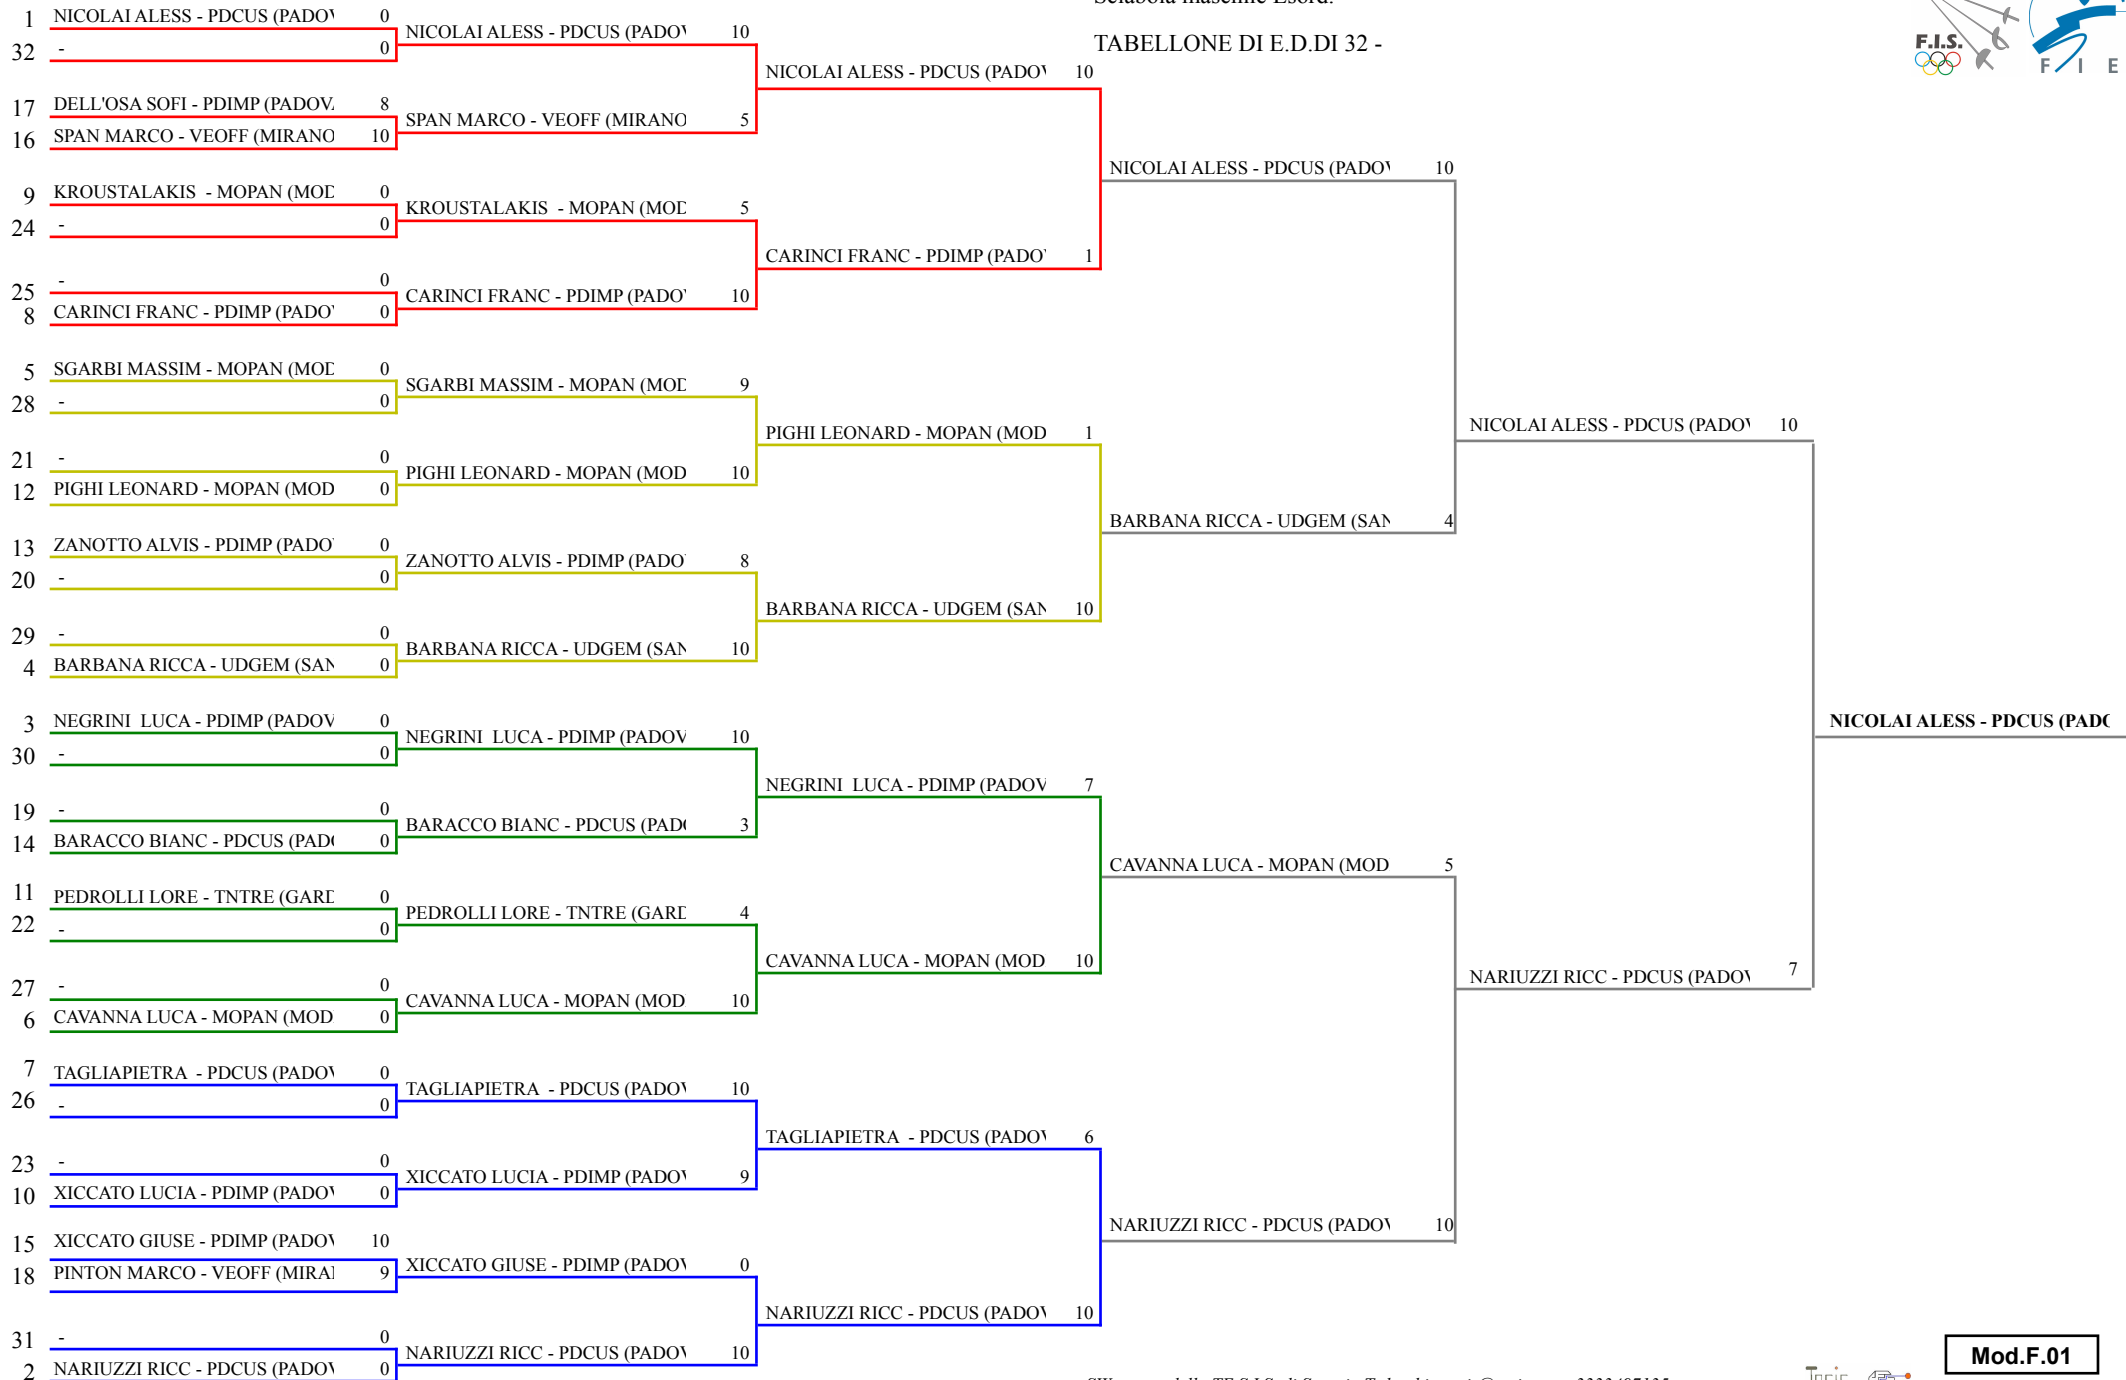 Sciabola maschile Esord.
TABELLONE DI E.D.DI 32 -
F.I.S.
F I E
1 NICOLAI ALESS - PDCUS (PADOV 0
32 - 0
17 DELL'OSA SOFI - PDIMP (PADOV. 8
16 SPAN MARCO - VEOFF (MIRANO 10
9 KROUSTALAKIS - MOPAN (MOD 0
24 - 0
25 - 0
8 CARINCI FRANC - PDIMP (PADO 0
5 SGARBI MASSIM - MOPAN (MOD 0
28 - 0
21 - 0
12 PIGHI LEONARD - MOPAN (MOD 0
13 ZANOTTO ALVIS - PDIMP (PADO 0
20 - 0
29 - 0
4 BARBANA RICCA - UDGEM (SAN 0
3 NEGRINI LUCA - PDIMP (PADOV 0
30 - 0
19 - 0
14 BARACCO BIANC - PDCUS (PAD 0
11 PEDROLLI LORE - TNTRE (GARD 0
22 - 0
27 - 0
6 CAVANNA LUCA - MOPAN (MOD 0
7 TAGLIAPIETRA - PDCUS (PADOV 0
26 - 0
23 - 0
10 XICCATO LUCIA - PDIMP (PADOV 0
15 XICCATO GIUSE - PDIMP (PADOV 10
18 PINTON MARCO - VEOFF (MIRA 9
31 - 0
2 NARIUZZI RICC - PDCUS (PADOV 0
NICOLAI ALESS - PDCUS (PADOV 10
SPAN MARCO - VEOFF (MIRANO 5
KROUSTALAKIS - MOPAN (MOD 5
CARINCI FRANC - PDIMP (PADO 10
SGARBI MASSIM - MOPAN (MOD 9
PIGHI LEONARD - MOPAN (MOD 10
ZANOTTO ALVIS - PDIMP (PADO 8
BARBANA RICCA - UDGEM (SAN 10
NEGRINI LUCA - PDIMP (PADOV 10
BARACCO BIANC - PDCUS (PAD 3
PEDROLLI LORE - TNTRE (GARD 4
CAVANNA LUCA - MOPAN (MOD 10
TAGLIAPIETRA - PDCUS (PADOV 10
XICCATO LUCIA - PDIMP (PADOV 9
XICCATO GIUSE - PDIMP (PADOV 0
NARIUZZI RICC - PDCUS (PADOV 10
NICOLAI ALESS - PDCUS (PADOV 10
CARINCI FRANC - PDIMP (PADO 1
PIGHI LEONARD - MOPAN (MOD 1
BARBANA RICCA - UDGEM (SAN 10
NEGRINI LUCA - PDIMP (PADOV 7
CAVANNA LUCA - MOPAN (MOD 10
TAGLIAPIETRA - PDCUS (PADOV 6
NARIUZZI RICC - PDCUS (PADOV 10
NICOLAI ALESS - PDCUS (PADOV 10
BARBANA RICCA - UDGEM (SAN 4
CAVANNA LUCA - MOPAN (MOD 5
NARIUZZI RICC - PDCUS (PADOV 10
NICOLAI ALESS - PDCUS (PADOV 10
NARIUZZI RICC - PDCUS (PADOV 7
NICOLAI ALESS - PDCUS (PADO
Mod.F.01